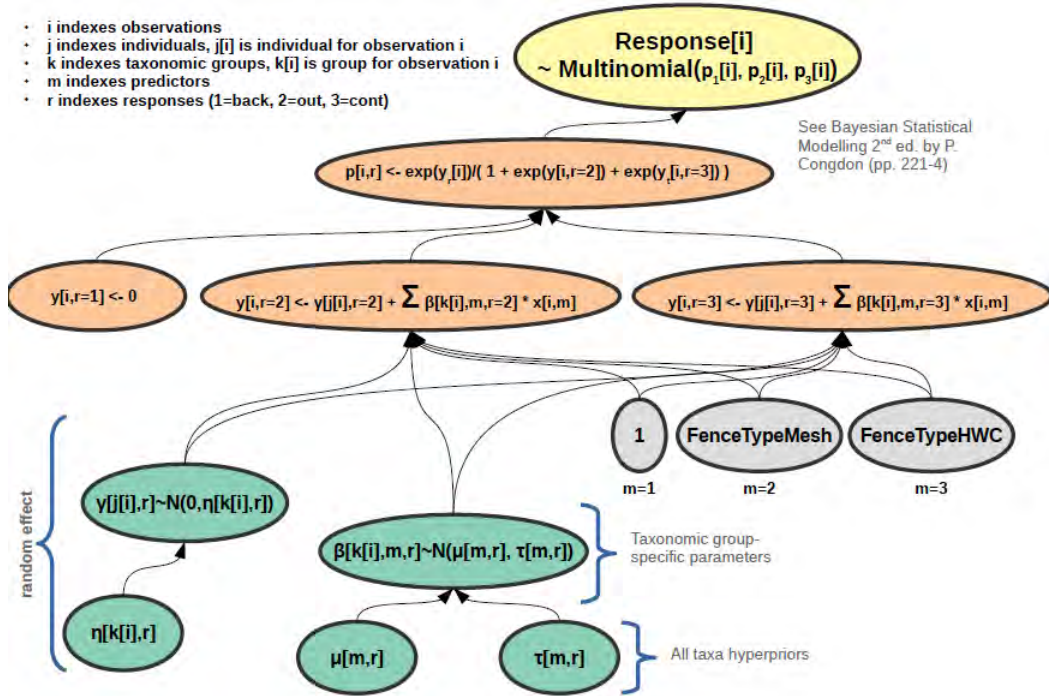 · i indexes observations
· j indexes individuals, j[i] is individual for observation i
· k indexes taxonomic groups, k[i] is group for observation i
· m indexes predictors
· r indexes responses (1=back, 2=out, 3=cont)
Response[i]
~ Multinomial(p₁[i], p₂[i], p₃[i])
See Bayesian Statistical
Modelling 2ⁿᵈ ed. by P.
Congdon (pp. 221-4)
p[i,r] <- exp(yᵣ[i])/( 1 + exp(y[i,r=2]) + exp(yᵣ[i,r=3]) )
y[i,r=1] <- 0
y[i,r=2] <- γ[j[i],r=2] + Σ β[k[i],m,r=2] * x[i,m]
y[i,r=3] <- γ[j[i],r=3] + Σ β[k[i],m,r=3] * x[i,m]
1
FenceTypeMesh
FenceTypeHWC
m=1
m=2
m=3
random effect
γ[j[i],r]~N(0,η[k[i],r])
β[k[i],m,r]~N(μ[m,r], τ[m,r])
Taxonomic group-
specific parameters
η[k[i],r]
μ[m,r]
τ[m,r]
All taxa hyperpriors